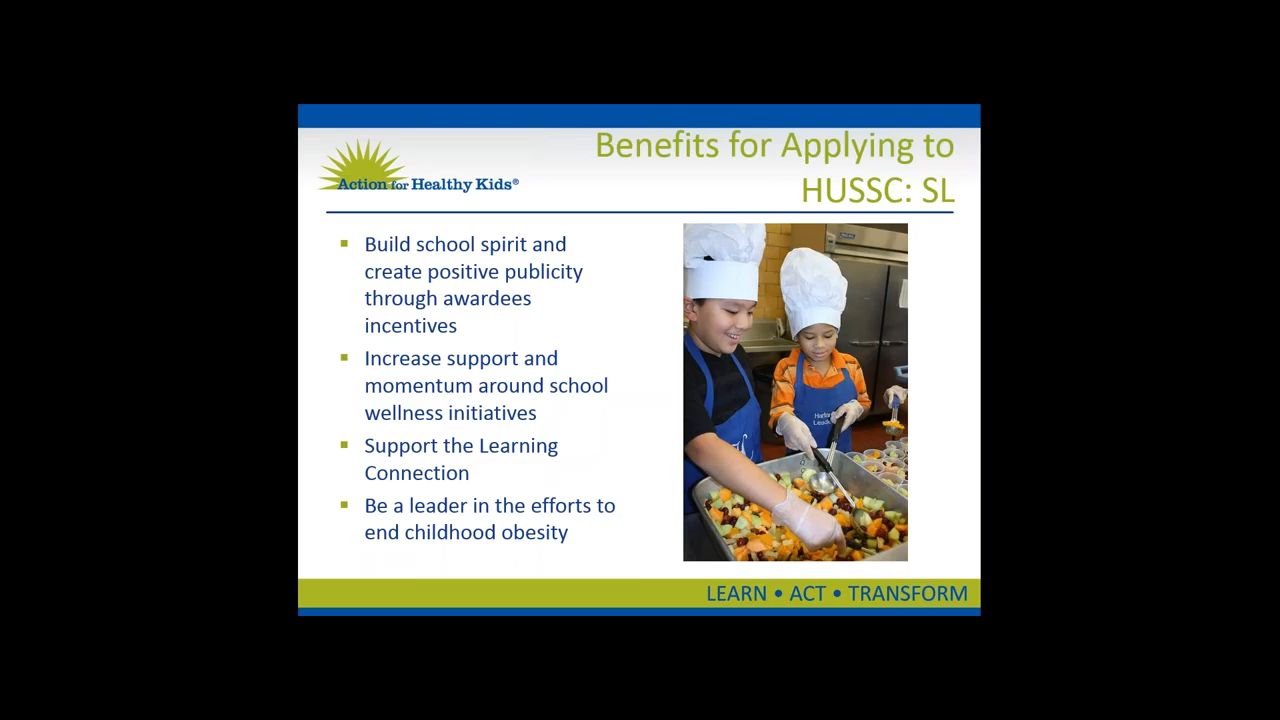 Benefits for Applying to
HUSSC: SL
Action for Healthy Kids®
▪ Build school spirit and
create positive publicity
through awardees
incentives
▪ Increase support and
momentum around school
wellness initiatives
▪ Support the Learning
Connection
▪ Be a leader in the efforts to
end childhood obesity
LEARN • ACT • TRANSFORM